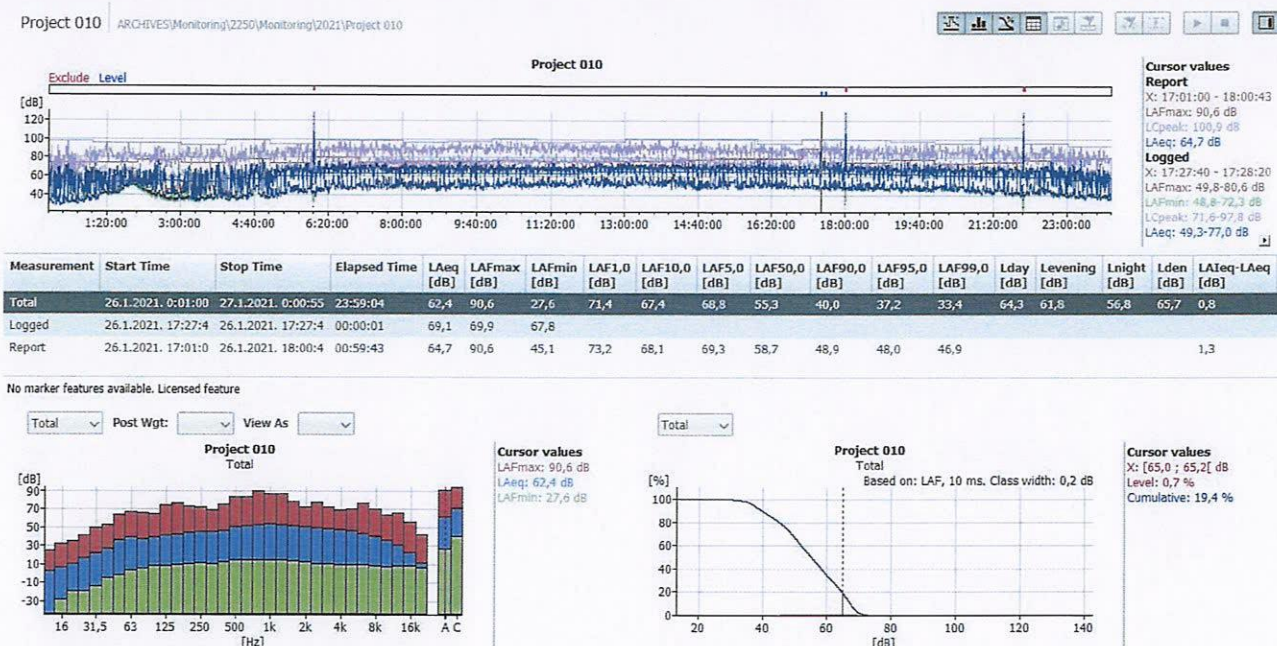 Project 010 ARCHIVES\Monitoring\2250\Monitoring\2021\Project 010
Project 010
Exclude Level
[dB]
120
100
80
60
40
1:20:00 3:00:00 4:40:00 6:20:00 8:00:00 9:40:00 11:20:00 13:00:00 14:40:00 16:20:00 18:00:00 19:40:00 21:20:00 23:00:00
Cursor values
Report
X: 17:01:00 - 18:00:43
LAFmax: 90,6 dB
LCpeak: 100,9 dB
LAeq: 64,7 dB
Logged
X: 17:27:40 - 17:28:20
LAFmax: 49,8-80,6 dB
LAFmin: 48,8-72,3 dB
LCpeak: 71,6-97,8 dB
LAeq: 49,3-77,0 dB
Measurement Start Time Stop Time Elapsed Time LAeq LAFmax LAFmin LAF1,0 LAF10,0 LAF5,0 LAF50,0 LAF90,0 LAF95,0 LAF99,0 Lday Levening Lnight Lden LAIeq-LAeq
[dB] [dB] [dB] [dB] [dB] [dB] [dB] [dB] [dB] [dB] [dB] [dB] [dB] [dB] [dB]
Total 26.1.2021. 0:01:00 27.1.2021. 0:00:55 23:59:04 62,4 90,6 27,6 71,4 67,4 68,8 55,3 40,0 37,2 33,4 64,3 61,8 56,8 65,7 0,8
Logged 26.1.2021. 17:27:4 26.1.2021. 17:27:4 00:00:01 69,1 69,9 67,8
Report 26.1.2021. 17:01:0 26.1.2021. 18:00:4 00:59:43 64,7 90,6 45,1 73,2 68,1 69,3 58,7 48,9 48,0 46,9 1,3
No marker features available. Licensed feature
Total Post Wgt: View As
Project 010
Total
[dB]
90
70
50
30
10
-10
-30
16 31,5 63 125 250 500 1k 2k 4k 8k 16k A C
[Hz]
Cursor values
LAFmax: 90,6 dB
LAeq: 62,4 dB
LAFmin: 27,6 dB
Total
Project 010
Total
[%] Based on: LAF, 10 ms. Class width: 0,2 dB
100
80
60
40
20
0
20 40 60 80 100 120 140
[dB]
Cursor values
X: [65,0 ; 65,2[ dB
Level: 0,7 %
Cumulative: 19,4 %